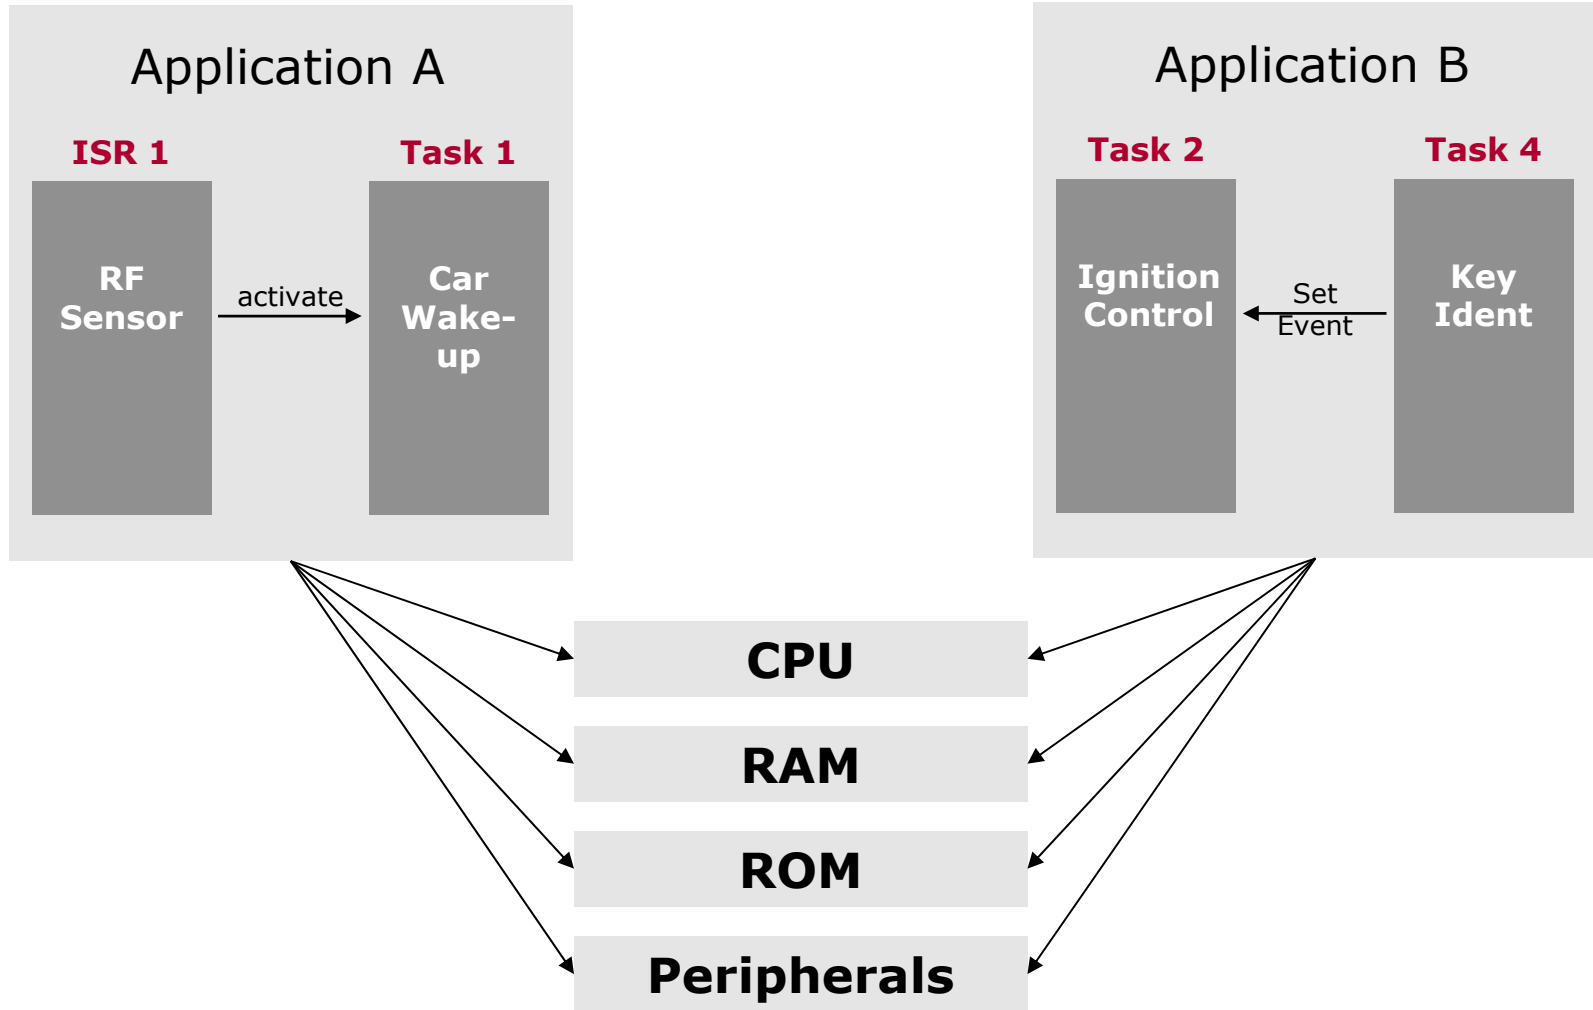 Application A
ISR 1
Task 1
RF
Sensor
activate
Car
Wake-
up
Application B
Task 2
Task 4
Ignition
Control
Set
Event
Key
Ident
CPU
RAM
ROM
Peripherals